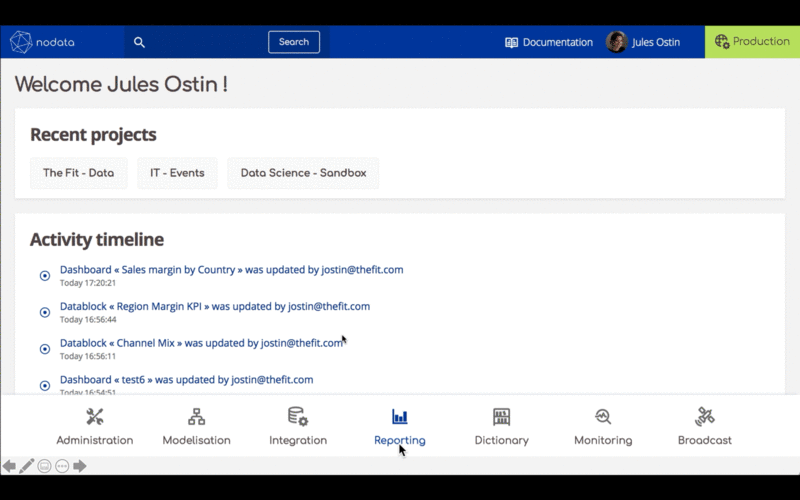 nodata
Search
Documentation
Jules Ostin
Production
Welcome Jules Ostin !
Recent projects
The Fit - Data
IT - Events
Data Science - Sandbox
Activity timeline
Dashboard « Sales margin by Country » was updated by jostin@thefit.com
Today 17:20:21
Datablock « Region Margin KPI » was updated by jostin@thefit.com
Today 16:56:44
Datablock « Channel Mix » was updated by jostin@thefit.com
Today 16:56:11
Dashboard « test6 » was updated by jostin@thefit.com
Today 16:54:51
Administration
Modelisation
Integration
Reporting
Dictionary
Monitoring
Broadcast